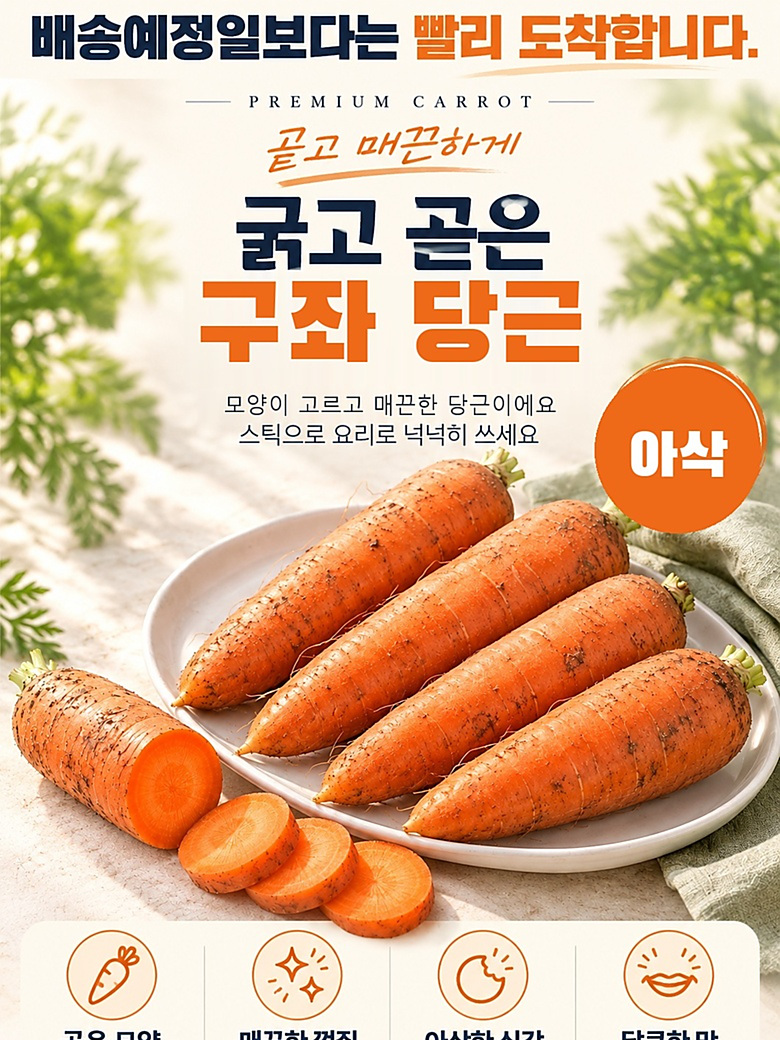 배송예정일보다는 빨리 도착합니다.
PREMIUM CARROT
곧고 매끈하게
굵고 곧은
구좌 당근
모양이 고르고 매끈한 당근이에요
스틱으로 요리로 넉넉히 쓰세요
아삭